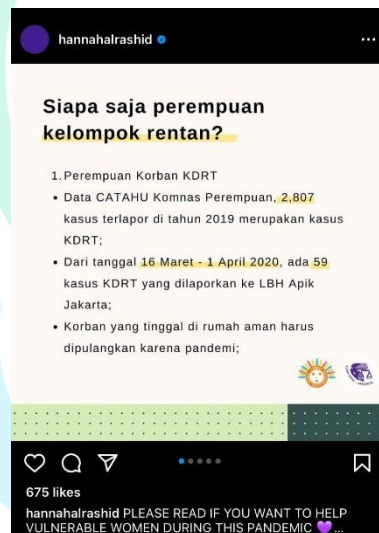 hannahalrashid
Siapa saja perempuan
kelompok rentan?
1. Perempuan Korban KDRT
• Data CATAHU Komnas Perempuan, 2,807
kasus terlapor di tahun 2019 merupakan kasus
KDRT;
• Dari tanggal 16 Maret - 1 April 2020, ada 59
kasus KDRT yang dilaporkan ke LBH Apik
Jakarta;
• Korban yang tinggal di rumah aman harus
dipulangkan karena pandemi;
675 likes
hannahalrashid PLEASE READ IF YOU WANT TO HELP
VULNERABLE WOMEN DURING THIS PANDEMIC 💜...